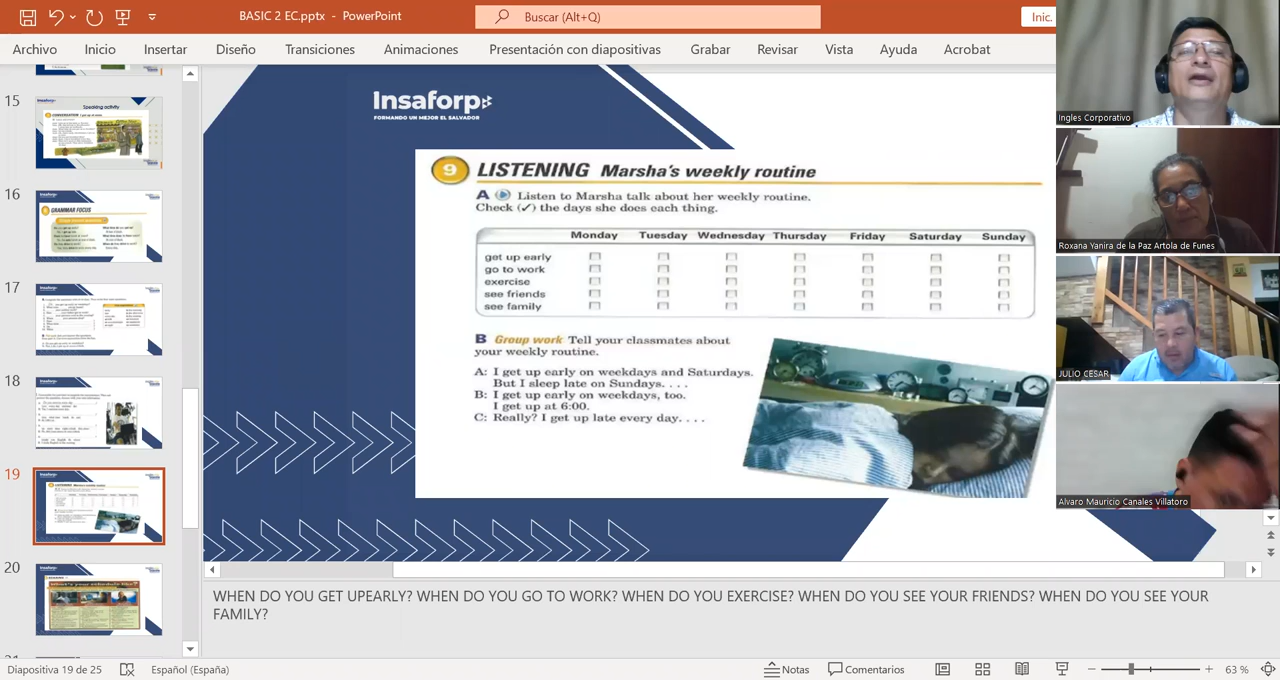 BASIC 2 EC.pptx - PowerPoint
Buscar (Alt+Q)
Inic.
Archivo Inicio Insertar Diseño Transiciones Animaciones Presentación con diapositivas Grabar Revisar Vista Ayuda Acrobat
15
Speaking activity
16
GRAMMAR FOCUS
17
18
19
20
What's your schedule like?
Insaforp
FORMANDO UN MEJOR EL SALVADOR
9 LISTENING Marsha's weekly routine
A Listen to Marsha talk about her weekly routine.
Check (✓) the days she does each thing.
Monday Tuesday Wednesday Thursday Friday Saturday Sunday
get up early
go to work
exercise
see friends
see family
B Group work Tell your classmates about
your weekly routine.
A: I get up early on weekdays and Saturdays.
But I sleep late on Sundays. . . .
B: I get up early on weekdays, too.
I get up at 6:00.
C: Really? I get up late every day. . . .
Ingles Corporativo
Roxana Yanira de la Paz Artola de Funes
JULIO CESAR
Alvaro Mauricio Canales Villatoro
WHEN DO YOU GET UPEARLY? WHEN DO YOU GO TO WORK? WHEN DO YOU EXERCISE? WHEN DO YOU SEE YOUR FRIENDS? WHEN DO YOU SEE YOUR
FAMILY?
Diapositiva 19 de 25 Español (España) Notas Comentarios 63 %